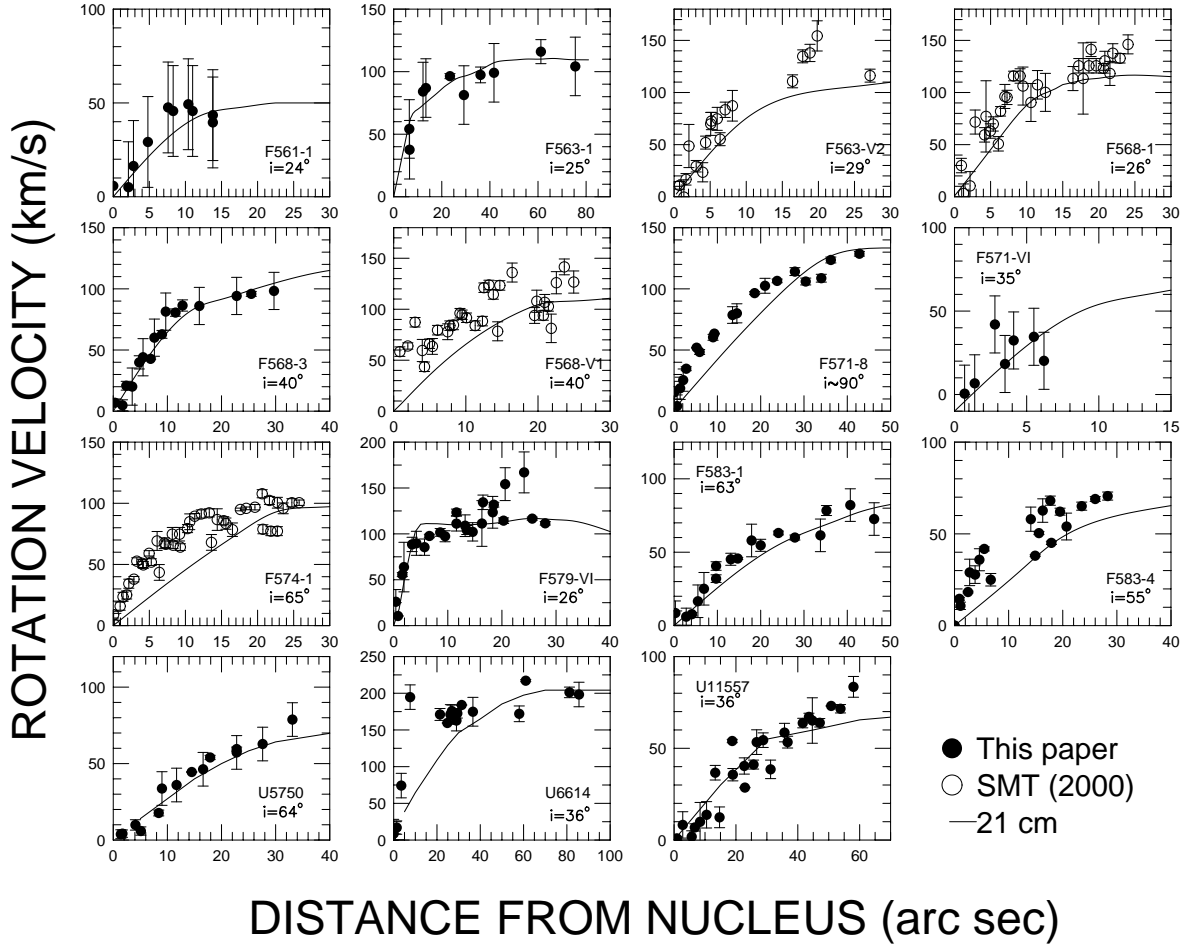 ROTATION VELOCITY (km/s)
100
50
0
0 5 10 15 20 25 30
F561-1
i=24°
150
100
50
0
0 20 40 60 80
F563-1
i=25°
150
100
50
0
0 5 10 15 20 25 30
F563-V2
i=29°
150
100
50
0
0 5 10 15 20 25 30
F568-1
i=26°
150
100
50
0
0 10 20 30 40
F568-3
i=40°
150
100
50
0
0 10 20 30
F568-V1
i=40°
150
100
50
0
0 10 20 30 40 50
F571-8
i~90°
100
50
0
0 5 10 15
F571-VI
i=35°
150
100
50
0
0 5 10 15 20 25 30
F574-1
i=65°
200
150
100
50
0
0 10 20 30 40
F579-VI
i=26°
100
50
0
0 10 20 30 40 50
F583-1
i=63°
100
50
0
0 10 20 30 40
F583-4
i=55°
100
50
0
0 10 20 30 40
U5750
i=64°
250
200
150
100
50
0
0 20 40 60 80 100
U6614
i=36°
100
50
0
0 20 40 60
U11557
i=36°
This paper
SMT (2000)
21 cm
DISTANCE FROM NUCLEUS (arc sec)